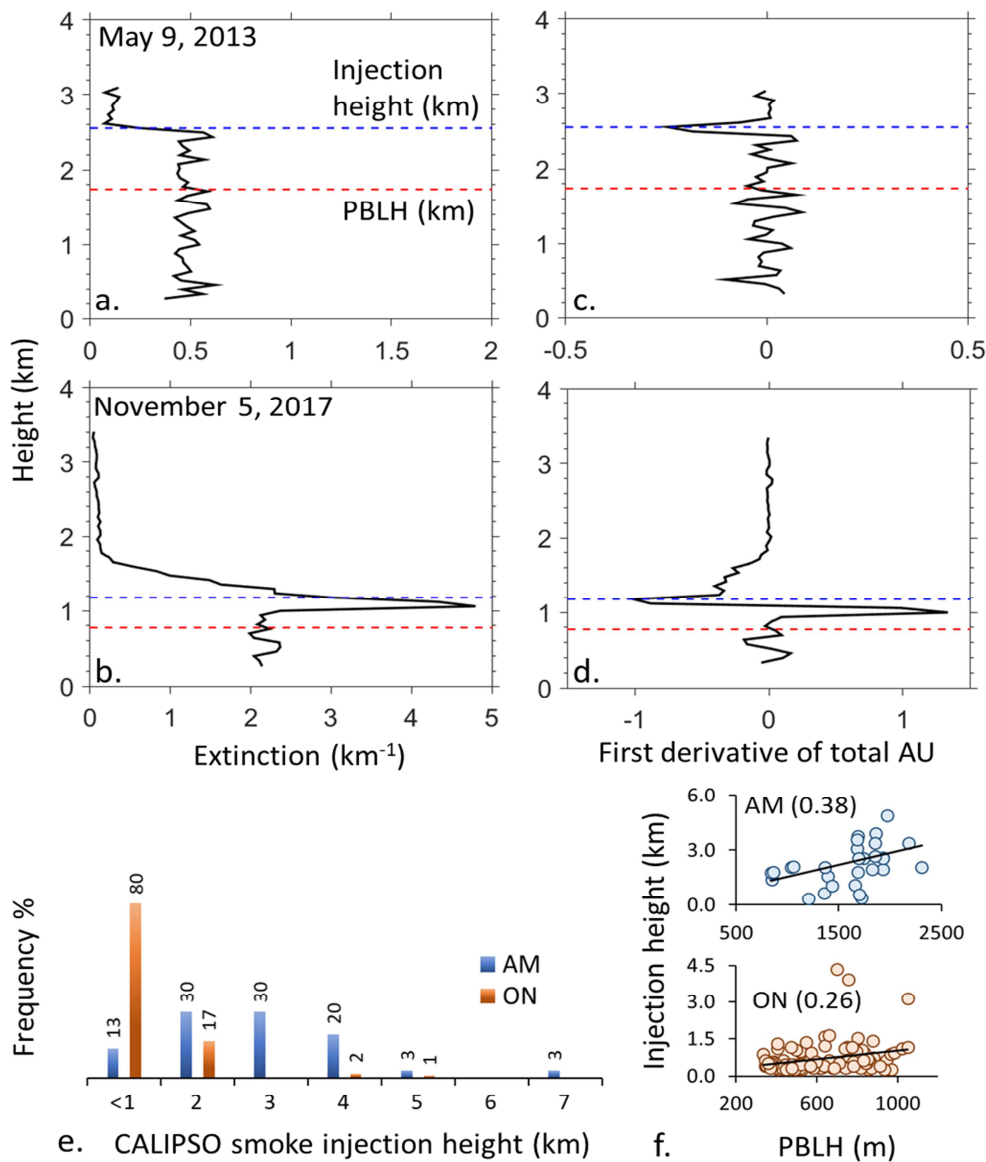 May 9, 2013
Injection
height (km)
PBLH (km)
a.
4
3
2
1
0
0 0.5 1 1.5 2
c.
4
3
2
1
0
-0.5 0 0.5
Height (km)
November 5, 2017
b.
4
3
2
1
0
0 1 2 3 4 5
Extinction (km⁻¹)
d.
4
3
2
1
0
-1 0 1
First derivative of total AU
Frequency %
13 80
30 17
30
20 2
3 1
3
AM
ON
<1 2 3 4 5 6 7
e. CALIPSO smoke injection height (km)
Injection height (km)
AM (0.38)
6.0
3.0
0.0
500 1500 2500
ON (0.26)
4.5
3.0
1.5
0.0
200 600 1000
f. PBLH (m)